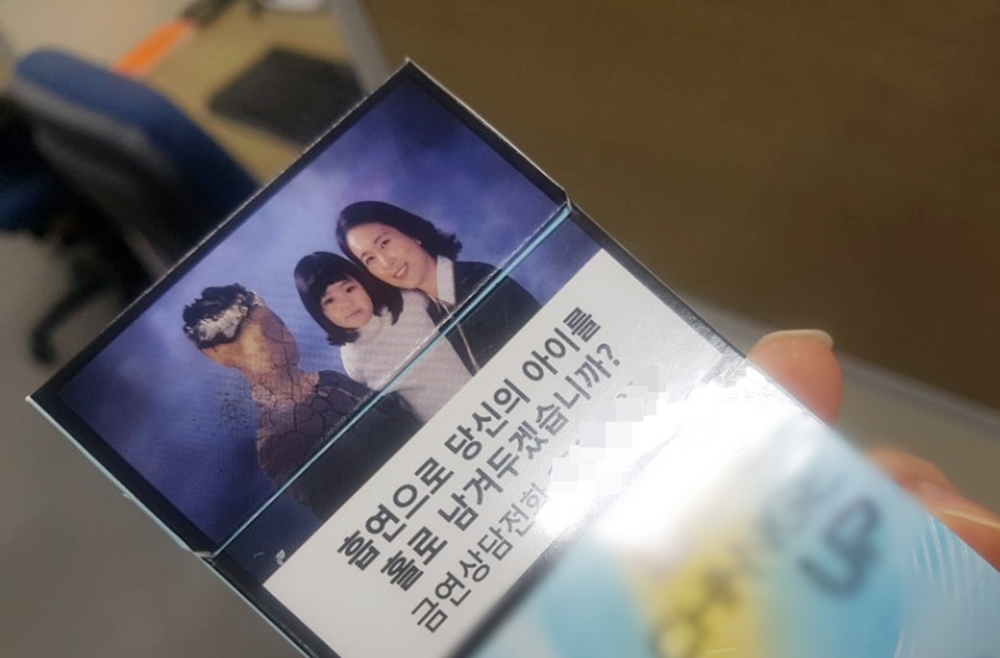 흡연으로 당신의 아이를
홀로 남겨두겠습니까?
금연상담전화
UP